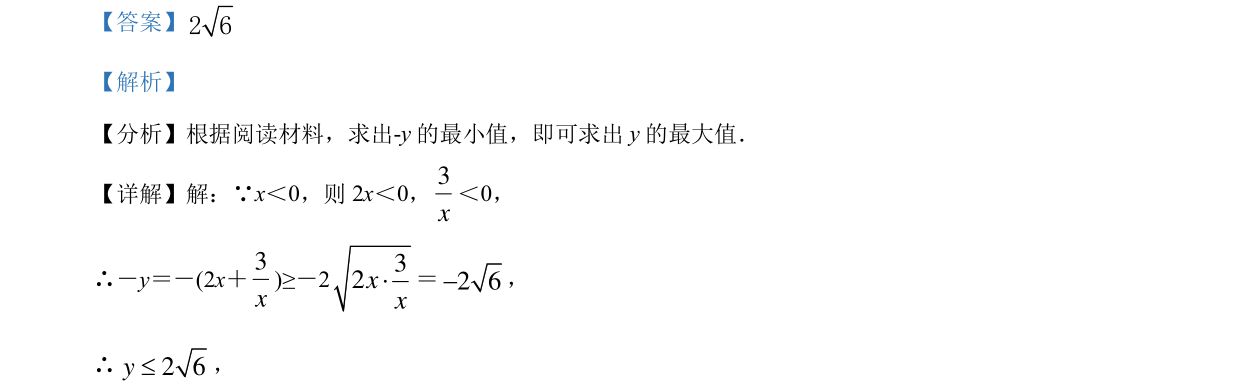 【答案】2√6
【解析】
【分析】根据阅读材料，求出-y 的最小值，即可求出 y 的最大值．
【详解】解：∵x＜0，则 2x＜0，3/x＜0，
∴－y＝－(2x＋3/x)≥－2√(2x·3/x)＝–2√6，
∴ y ≤ 2√6，